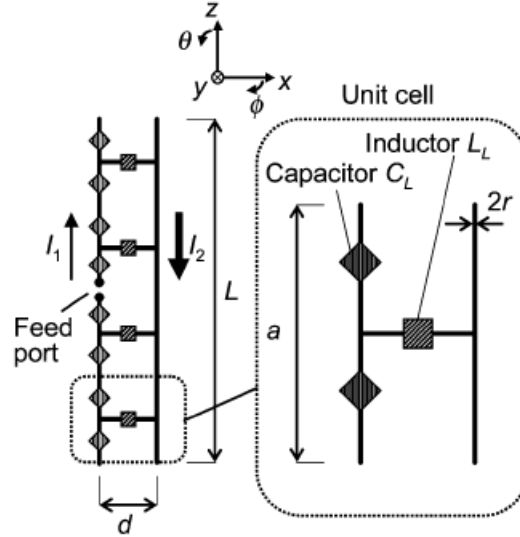 z
θ
y
x
ϕ
Unit cell
Inductor L_L
Capacitor C_L
2r
I_1
I_2
L
a
Feed
port
d